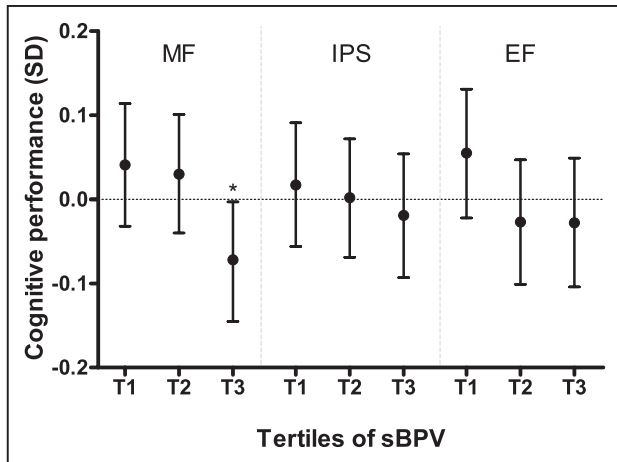 Cognitive performance (SD)
0.2
0.1
0.0
-0.1
-0.2
MF
IPS
EF
*
T1 T2 T3 T1 T2 T3 T1 T2 T3
Tertiles of sBPV